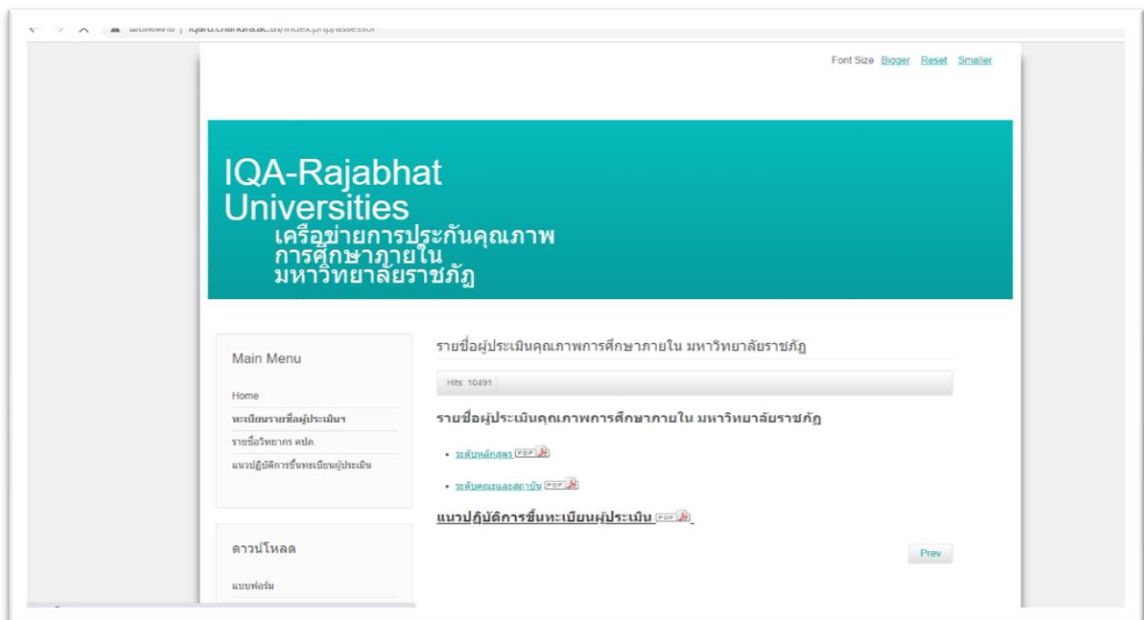 Font Size Bigger Reset Smaller
IQA-Rajabhat
Universities
เครือข่ายการประกันคุณภาพ
การศึกษาภายใน
มหาวิทยาลัยราชภัฏ
Main Menu
Home
ทะเบียนรายชื่อผู้ประเมินฯ
รายชื่อวิทยากร คปภ.
แนวปฏิบัติการขึ้นทะเบียนผู้ประเมิน
ดาวน์โหลด
แบบฟอร์ม
รายชื่อผู้ประเมินคุณภาพการศึกษาภายใน มหาวิทยาลัยราชภัฏ
Hits: 10491
รายชื่อผู้ประเมินคุณภาพการศึกษาภายใน มหาวิทยาลัยราชภัฏ
ระดับหลักสูตร PDF
ระดับคณะและสถาบัน PDF
แนวปฏิบัติการขึ้นทะเบียนผู้ประเมิน PDF
Prev